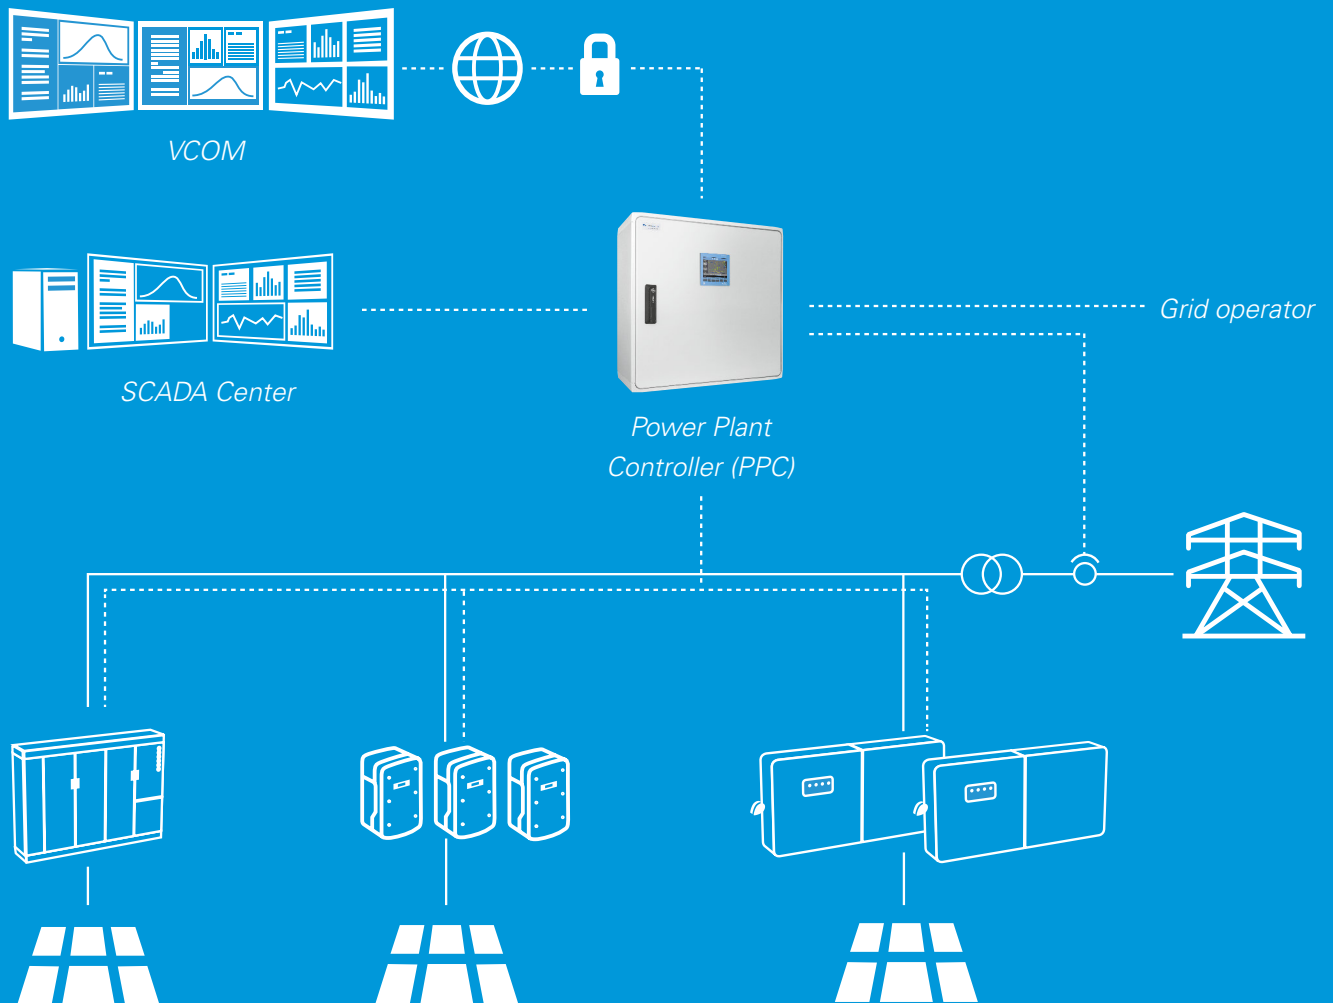 VCOM
SCADA Center
Grid operator
Power Plant
Controller (PPC)